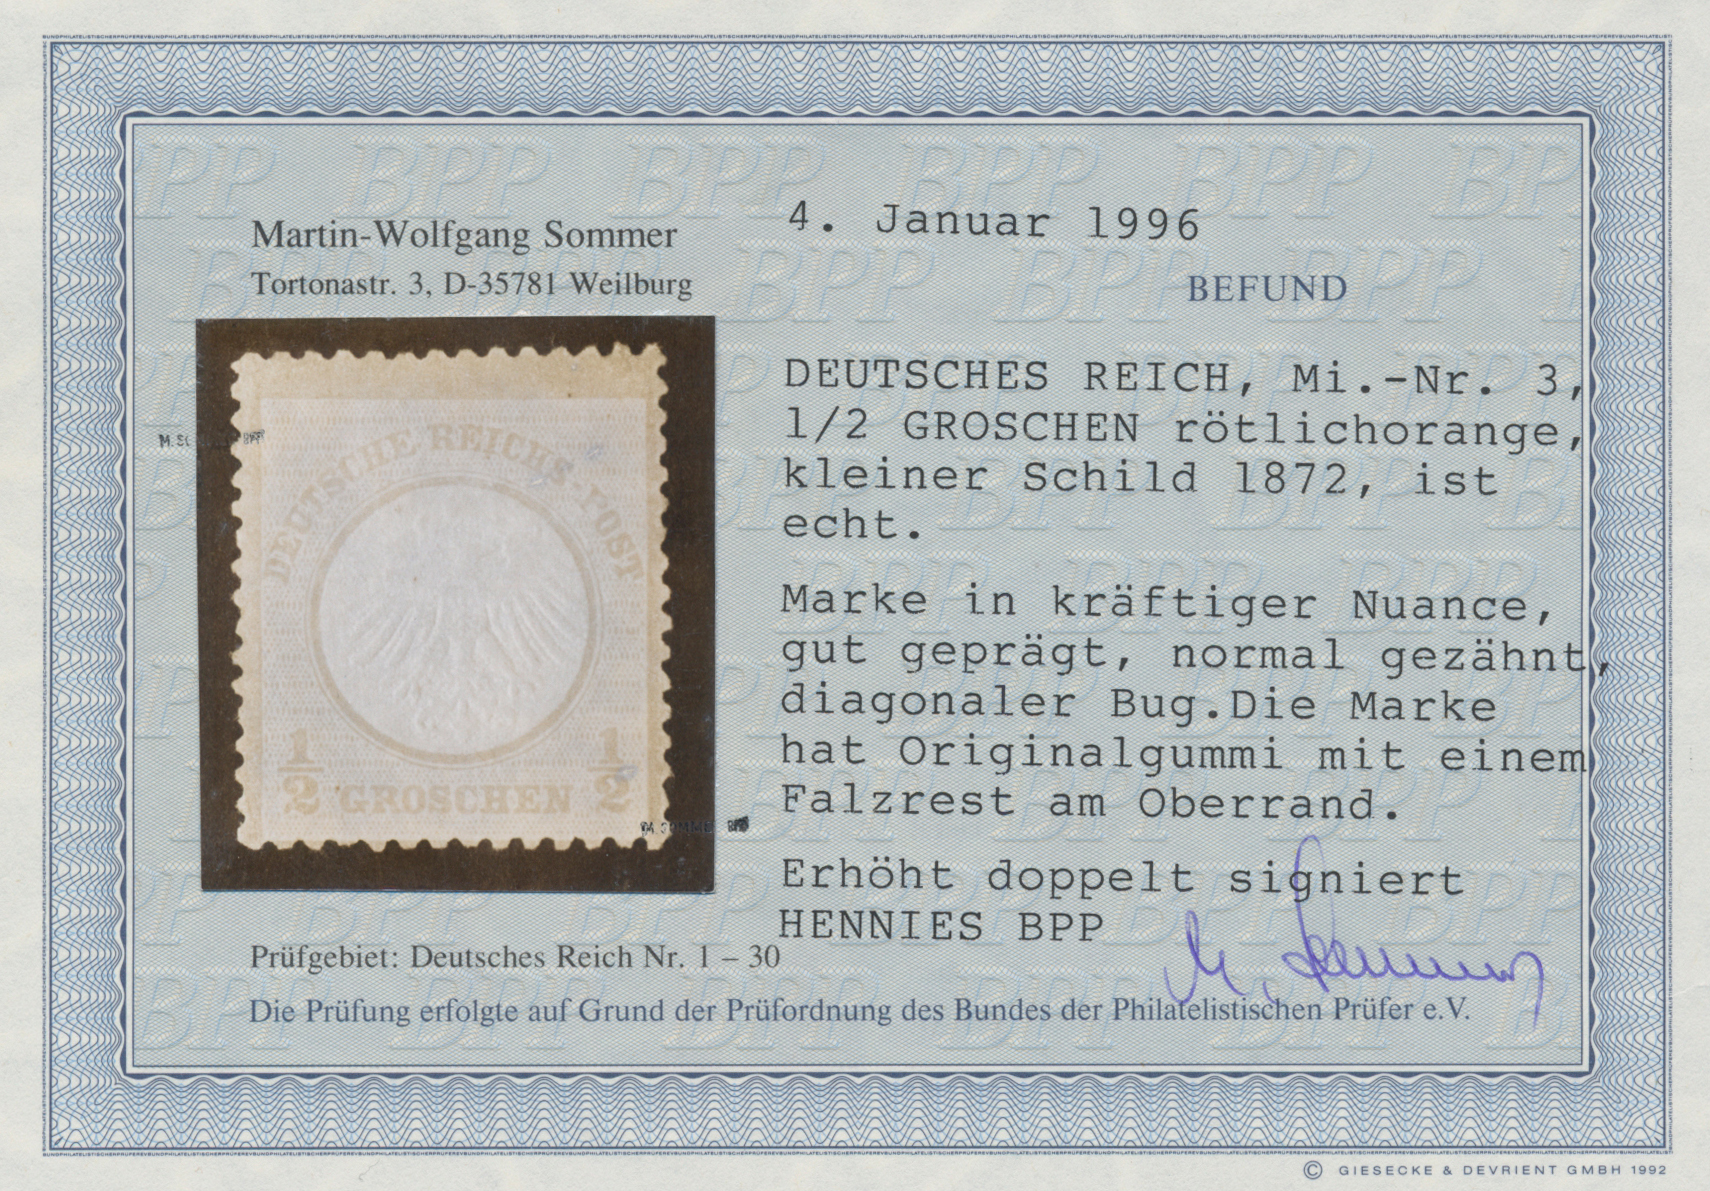 Martin-Wolfgang Sommer
Tortonastr. 3, D-35781 Weilburg
4. Januar 1996
BEFUND
DEUTSCHE REICHS-POST
1/2 GROSCHEN 1/2
DEUTSCHES REICH, Mi.-Nr. 3,
1/2 GROSCHEN rötlichorange,
kleiner Schild 1872, ist
echt.
Marke in kräftiger Nuance,
gut geprägt, normal gezähnt,
diagonaler Bug.Die Marke
hat Originalgummi mit einem
Falzrest am Oberrand.
Erhöht doppelt signiert
HENNIES BPP
M. Sommer
Prüfgebiet: Deutsches Reich Nr. 1 – 30
Die Prüfung erfolgte auf Grund der Prüfordnung des Bundes der Philatelistischen Prüfer e.V.
© GIESECKE & DEVRIENT GMBH 1992